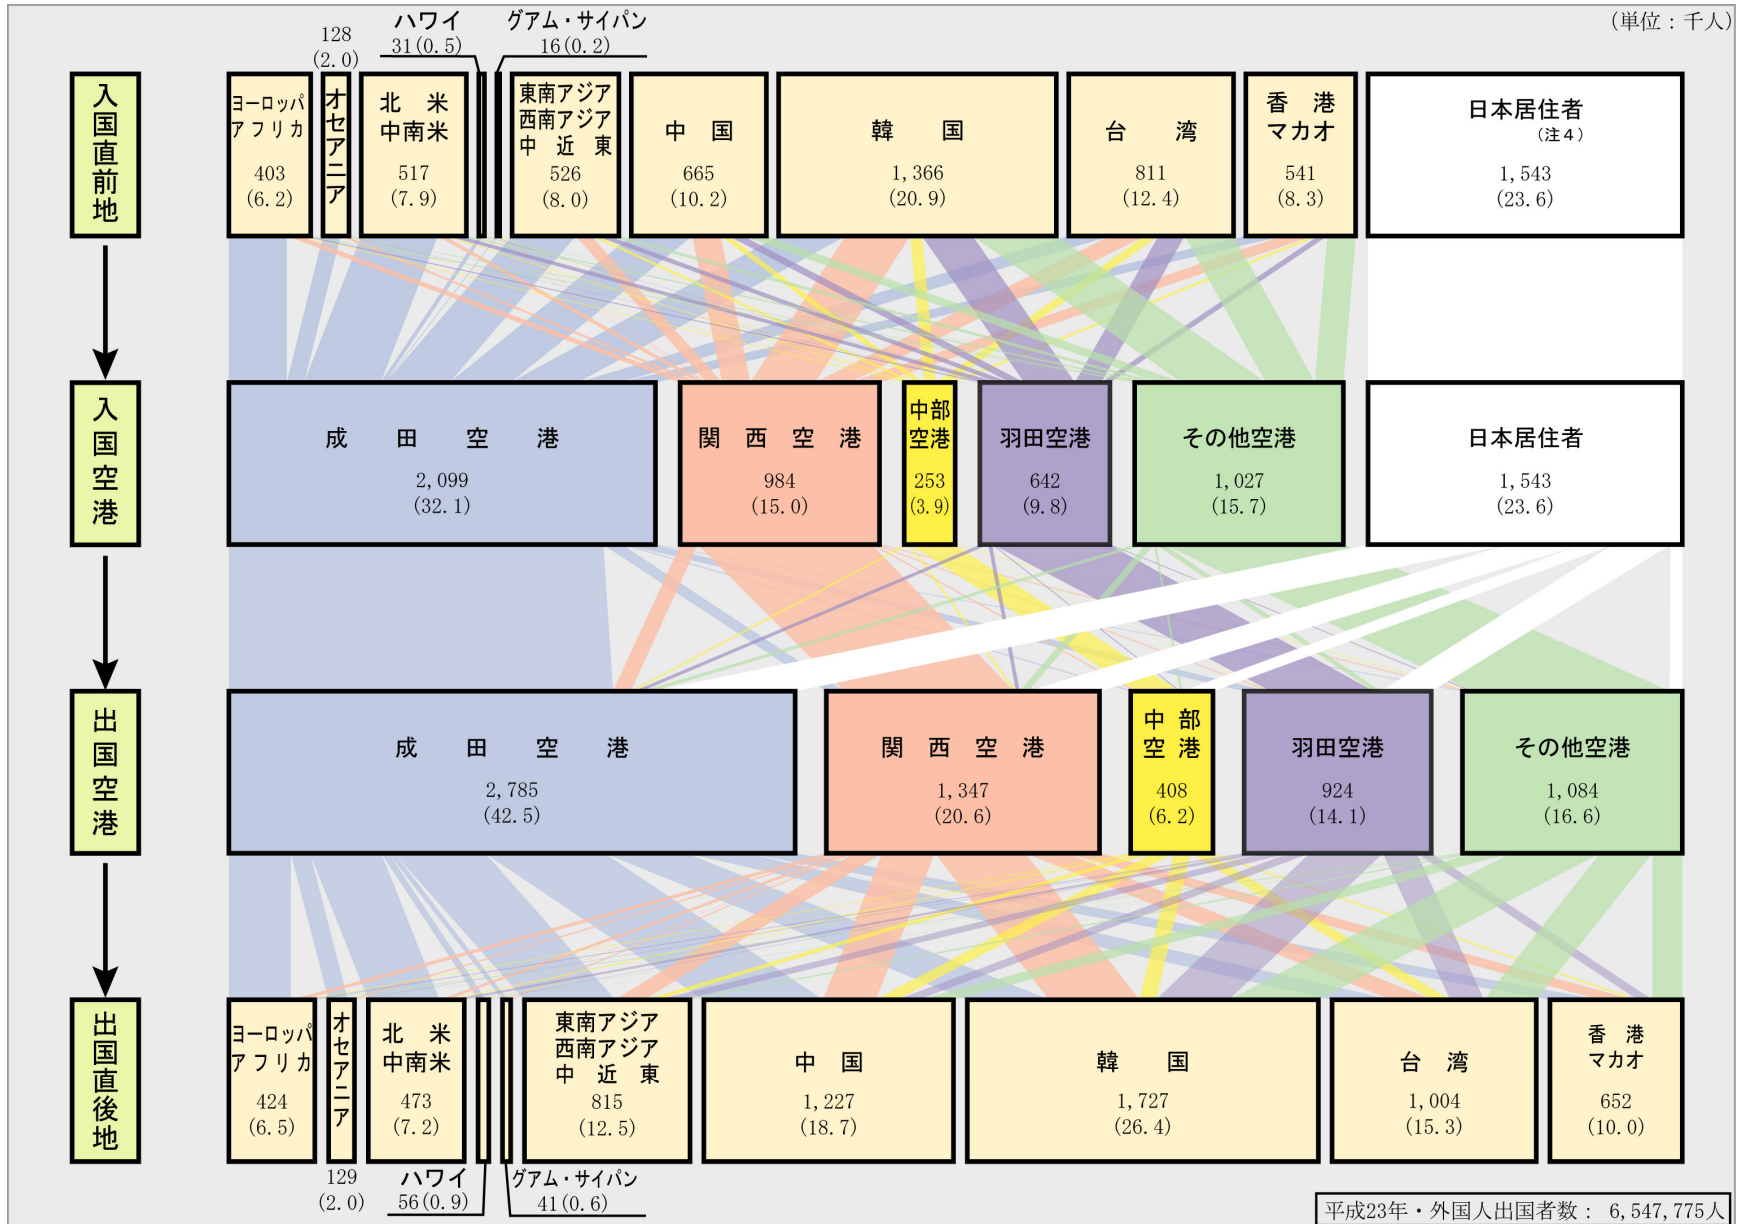 (単位：千人)
入国直前地
ヨーロッパ
アフリカ
403
(6.2)
128
(2.0)
オセアニア
北米
中南米
517
(7.9)
ハワイ
31(0.5)
グアム・サイパン
16(0.2)
東南アジア
西南アジア
中近東
526
(8.0)
中国
665
(10.2)
韓国
1,366
(20.9)
台湾
811
(12.4)
香港
マカオ
541
(8.3)
日本居住者
(注4)
1,543
(23.6)
入国空港
成田空港
2,099
(32.1)
関西空港
984
(15.0)
中部
空港
253
(3.9)
羽田空港
642
(9.8)
その他空港
1,027
(15.7)
日本居住者
1,543
(23.6)
出国空港
成田空港
2,785
(42.5)
関西空港
1,347
(20.6)
中部
空港
408
(6.2)
羽田空港
924
(14.1)
その他空港
1,084
(16.6)
出国直後地
ヨーロッパ
アフリカ
424
(6.5)
オセアニア
129
(2.0)
北米
中南米
473
(7.2)
ハワイ
56(0.9)
グアム・サイパン
41(0.6)
東南アジア
西南アジア
中近東
815
(12.5)
中国
1,227
(18.7)
韓国
1,727
(26.4)
台湾
1,004
(15.3)
香港
マカオ
652
(10.0)
平成23年・外国人出国者数： 6,547,775人